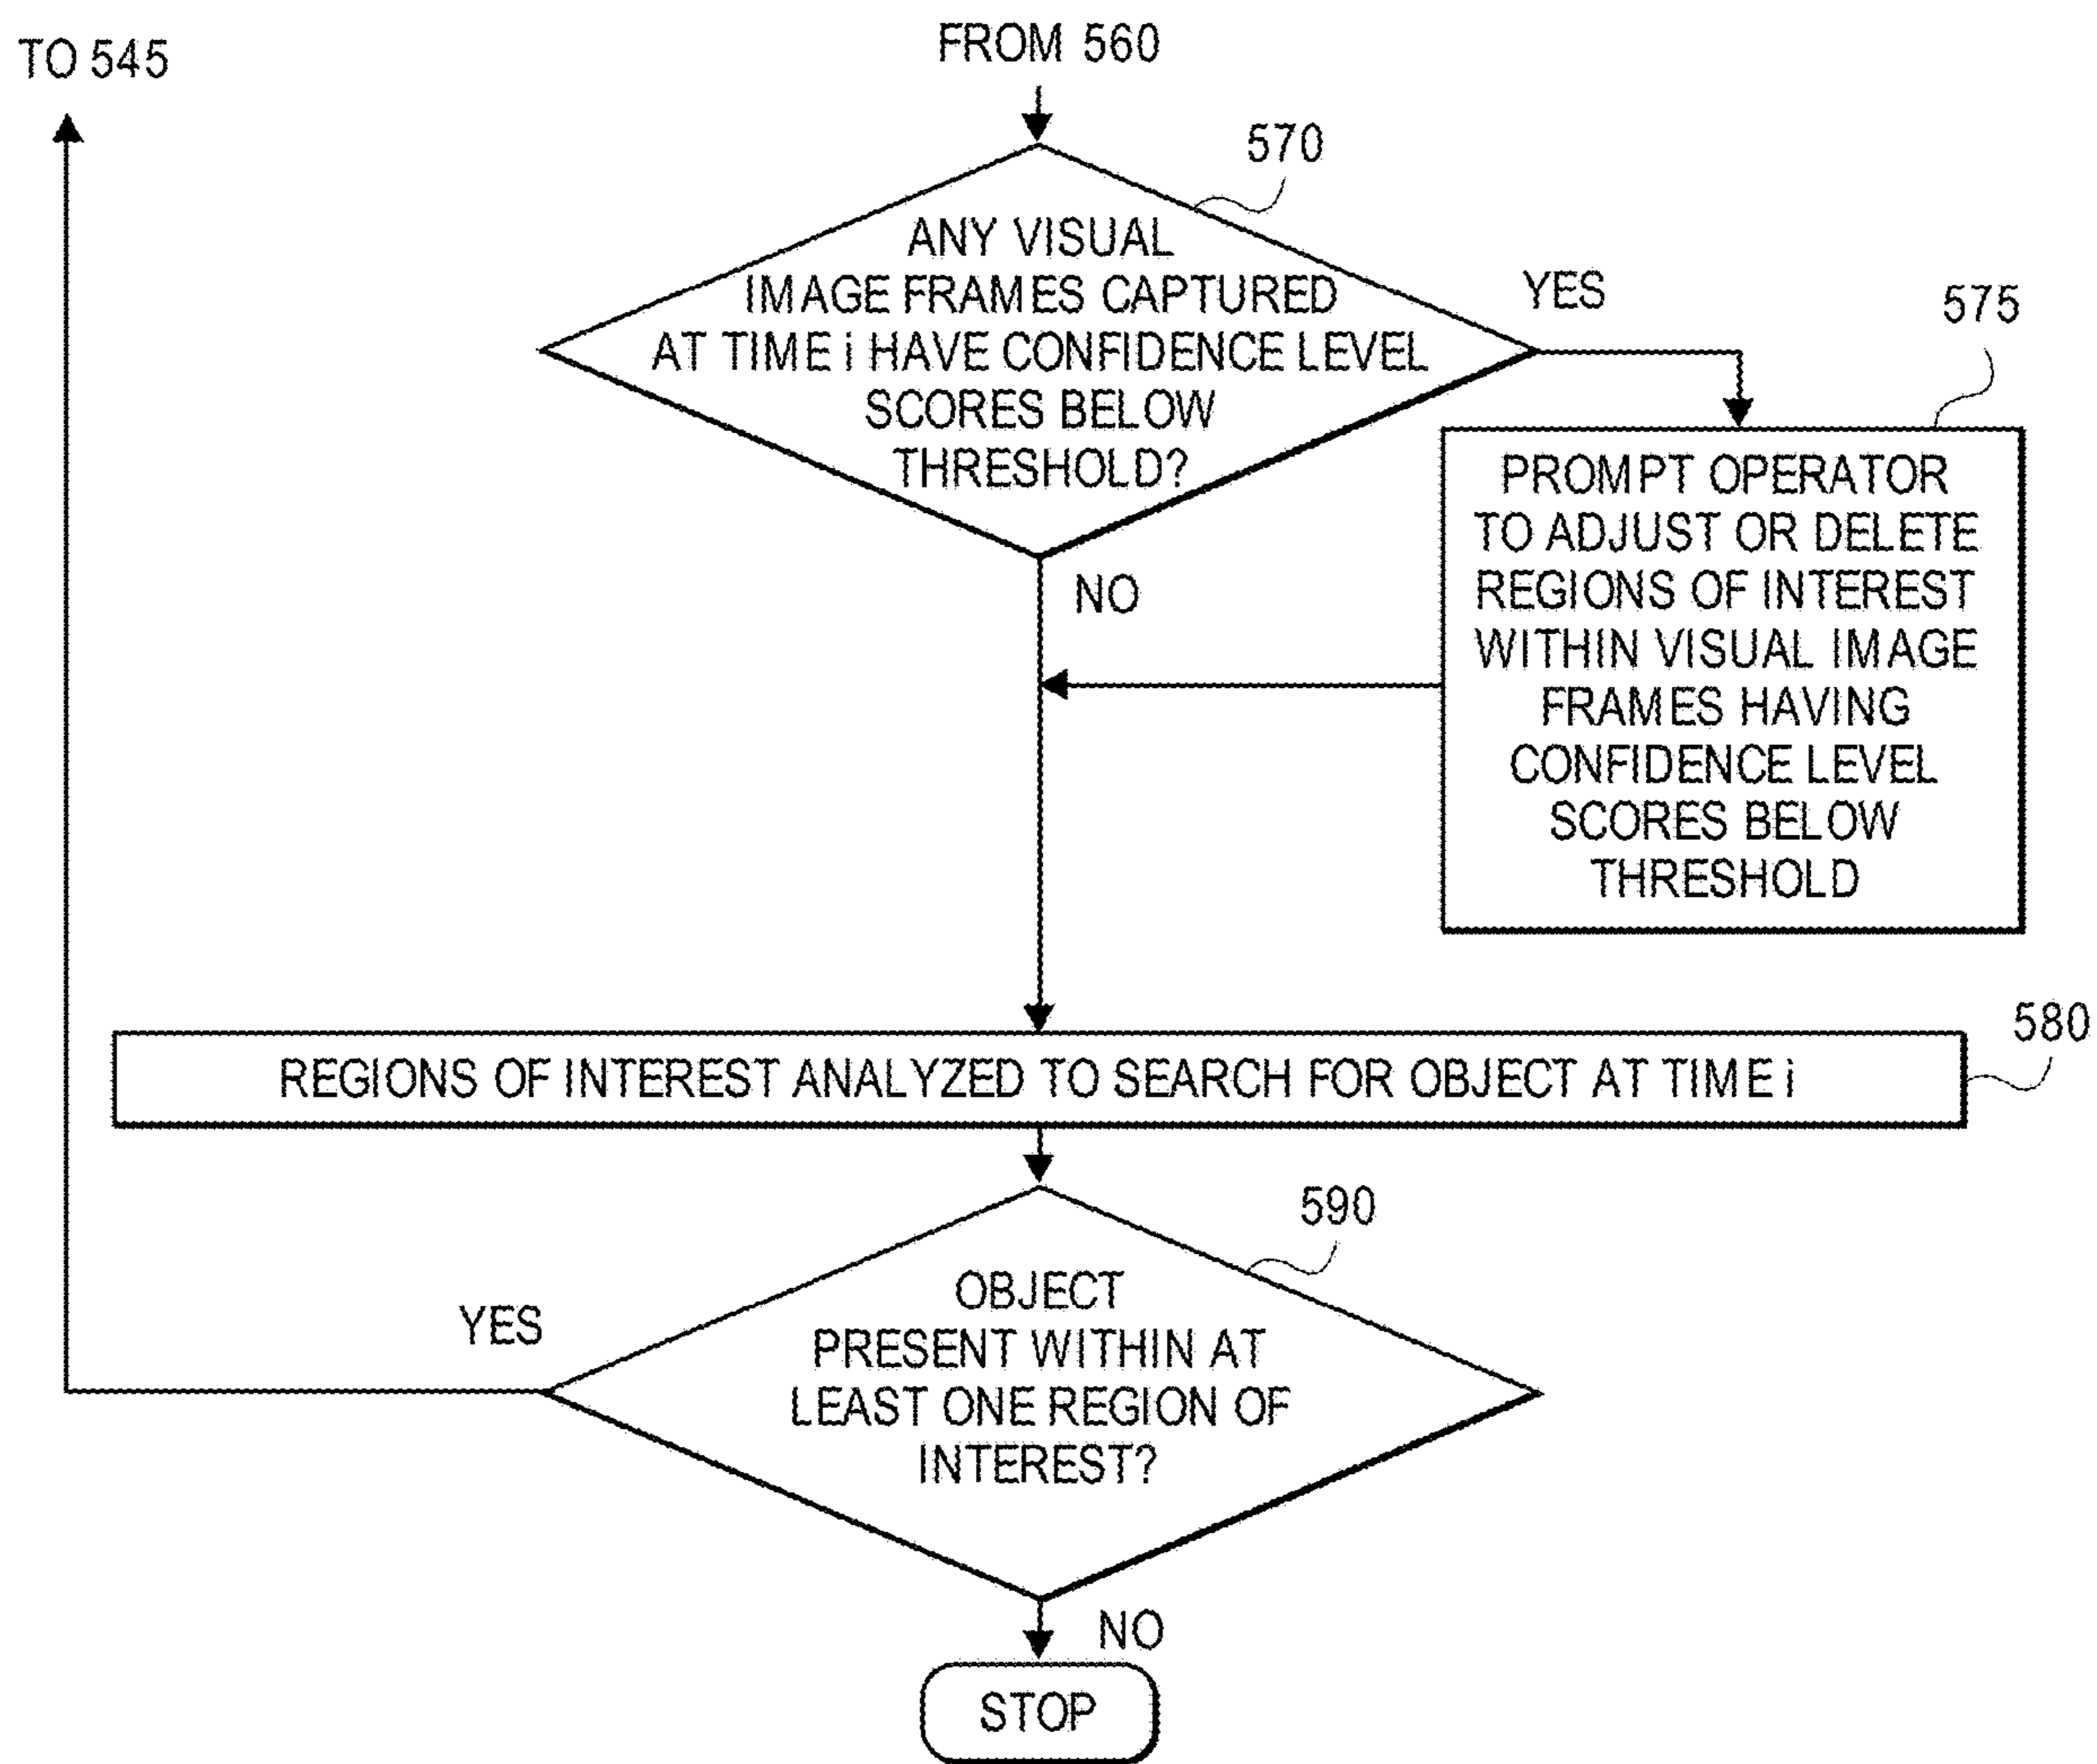 TO 545
FROM 560
570
ANY VISUAL
IMAGE FRAMES CAPTURED
AT TIME i HAVE CONFIDENCE LEVEL
SCORES BELOW
THRESHOLD?
YES
575
PROMPT OPERATOR
TO ADJUST OR DELETE
REGIONS OF INTEREST
WITHIN VISUAL IMAGE
FRAMES HAVING
CONFIDENCE LEVEL
SCORES BELOW
THRESHOLD
NO
580
REGIONS OF INTEREST ANALYZED TO SEARCH FOR OBJECT AT TIME i
590
OBJECT
PRESENT WITHIN AT
LEAST ONE REGION OF
INTEREST?
YES
NO
STOP